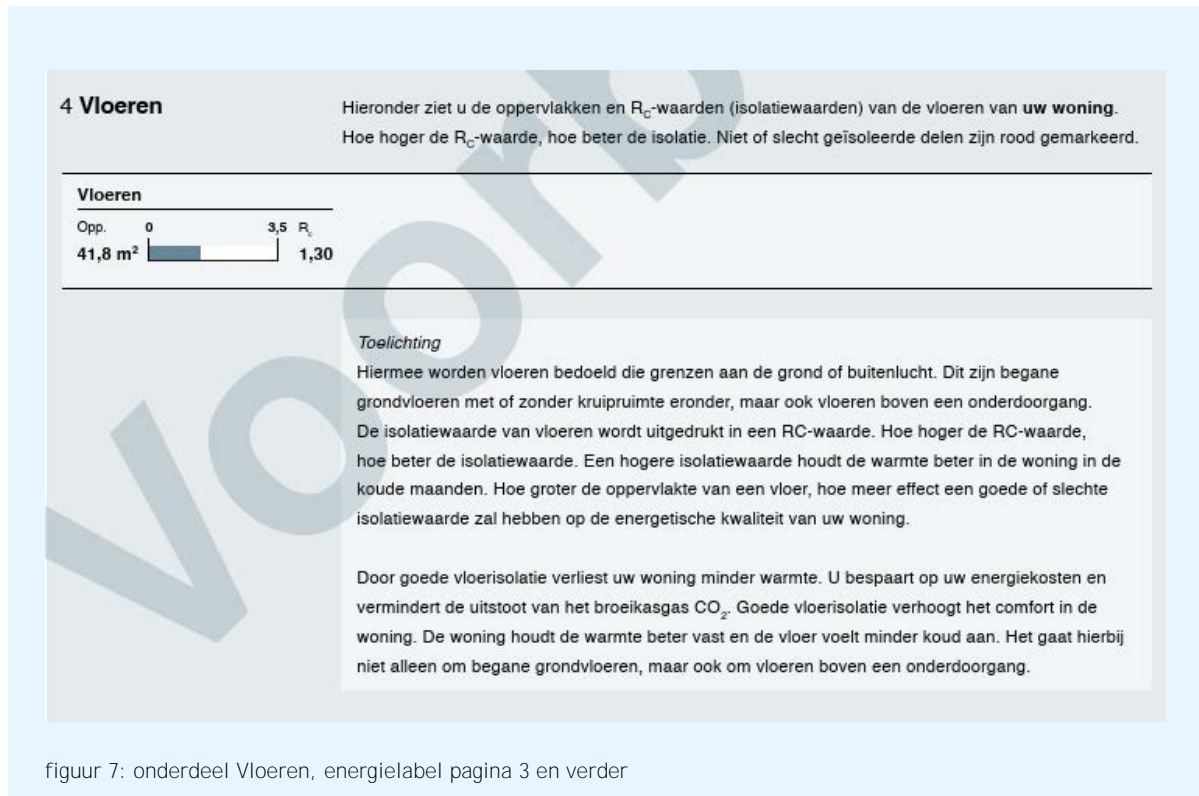 4 Vloeren
Hieronder ziet u de oppervlakken en RC-waarden (isolatiewaarden) van de vloeren van uw woning.
Hoe hoger de RC-waarde, hoe beter de isolatie. Niet of slecht geïsoleerde delen zijn rood gemarkeerd.
Vloeren
Opp. 0 3,5 Rc
41,8 m² 1,30
Toelichting
Hiermee worden vloeren bedoeld die grenzen aan de grond of buitenlucht. Dit zijn begane
grondvloeren met of zonder kruipruimte eronder, maar ook vloeren boven een onderdoorgang.
De isolatiewaarde van vloeren wordt uitgedrukt in een RC-waarde. Hoe hoger de RC-waarde,
hoe beter de isolatiewaarde. Een hogere isolatiewaarde houdt de warmte beter in de woning in de
koude maanden. Hoe groter de oppervlakte van een vloer, hoe meer effect een goede of slechte
isolatiewaarde zal hebben op de energetische kwaliteit van uw woning.
Door goede vloerisolatie verliest uw woning minder warmte. U bespaart op uw energiekosten en
vermindert de uitstoot van het broeikasgas CO₂. Goede vloerisolatie verhoogt het comfort in de
woning. De woning houdt de warmte beter vast en de vloer voelt minder koud aan. Het gaat hierbij
niet alleen om begane grondvloeren, maar ook om vloeren boven een onderdoorgang.
Voorb
figuur 7: onderdeel Vloeren, energielabel pagina 3 en verder